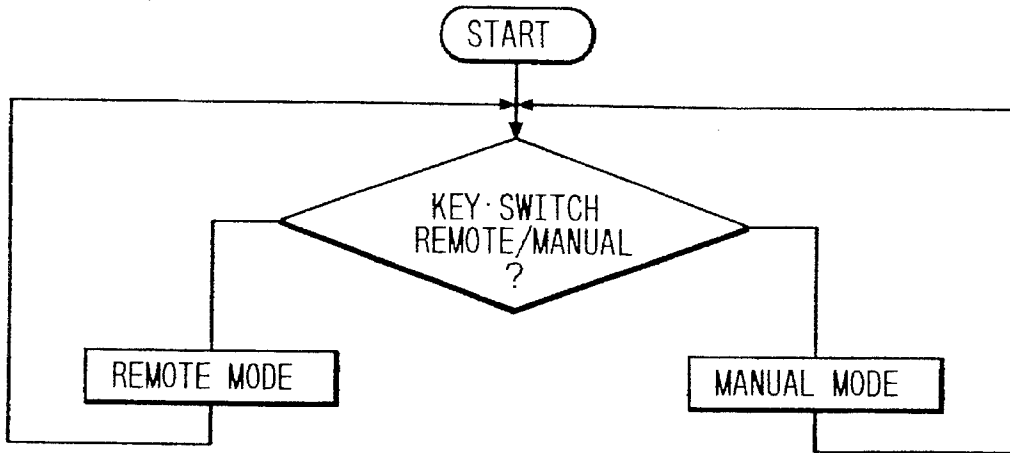 START
KEY·SWITCH
REMOTE/MANUAL
?
REMOTE MODE
MANUAL MODE